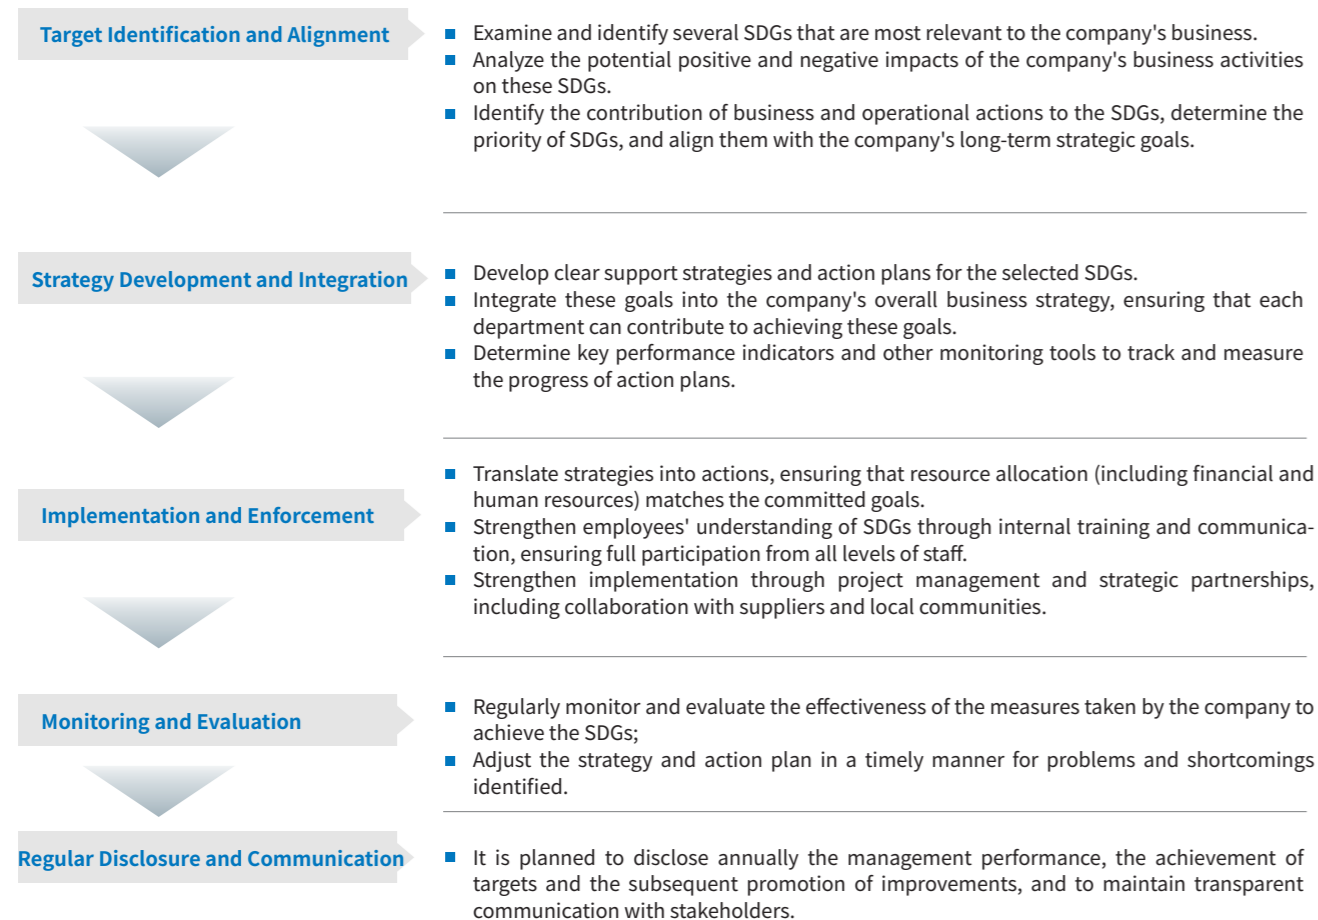 Target Identification and Alignment
Examine and identify several SDGs that are most relevant to the company's business.
Analyze the potential positive and negative impacts of the company's business activities
on these SDGs.
Identify the contribution of business and operational actions to the SDGs, determine the
priority of SDGs, and align them with the company's long-term strategic goals.
Strategy Development and Integration
Develop clear support strategies and action plans for the selected SDGs.
Integrate these goals into the company's overall business strategy, ensuring that each
department can contribute to achieving these goals.
Determine key performance indicators and other monitoring tools to track and measure
the progress of action plans.
Implementation and Enforcement
Translate strategies into actions, ensuring that resource allocation (including financial and
human resources) matches the committed goals.
Strengthen employees' understanding of SDGs through internal training and communica-
tion, ensuring full participation from all levels of staff.
Strengthen implementation through project management and strategic partnerships,
including collaboration with suppliers and local communities.
Monitoring and Evaluation
Regularly monitor and evaluate the effectiveness of the measures taken by the company to
achieve the SDGs;
Adjust the strategy and action plan in a timely manner for problems and shortcomings
identified.
Regular Disclosure and Communication
It is planned to disclose annually the management performance, the achievement of
targets and the subsequent promotion of improvements, and to maintain transparent
communication with stakeholders.